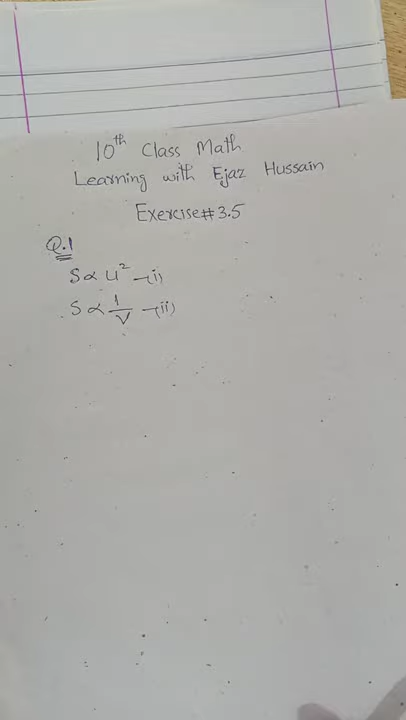 10th Class Math
Learning with Ejaz Hussain
Exercise# 3.5
Q.1
S∝u² —(i)
S∝ 1/V —(ii)